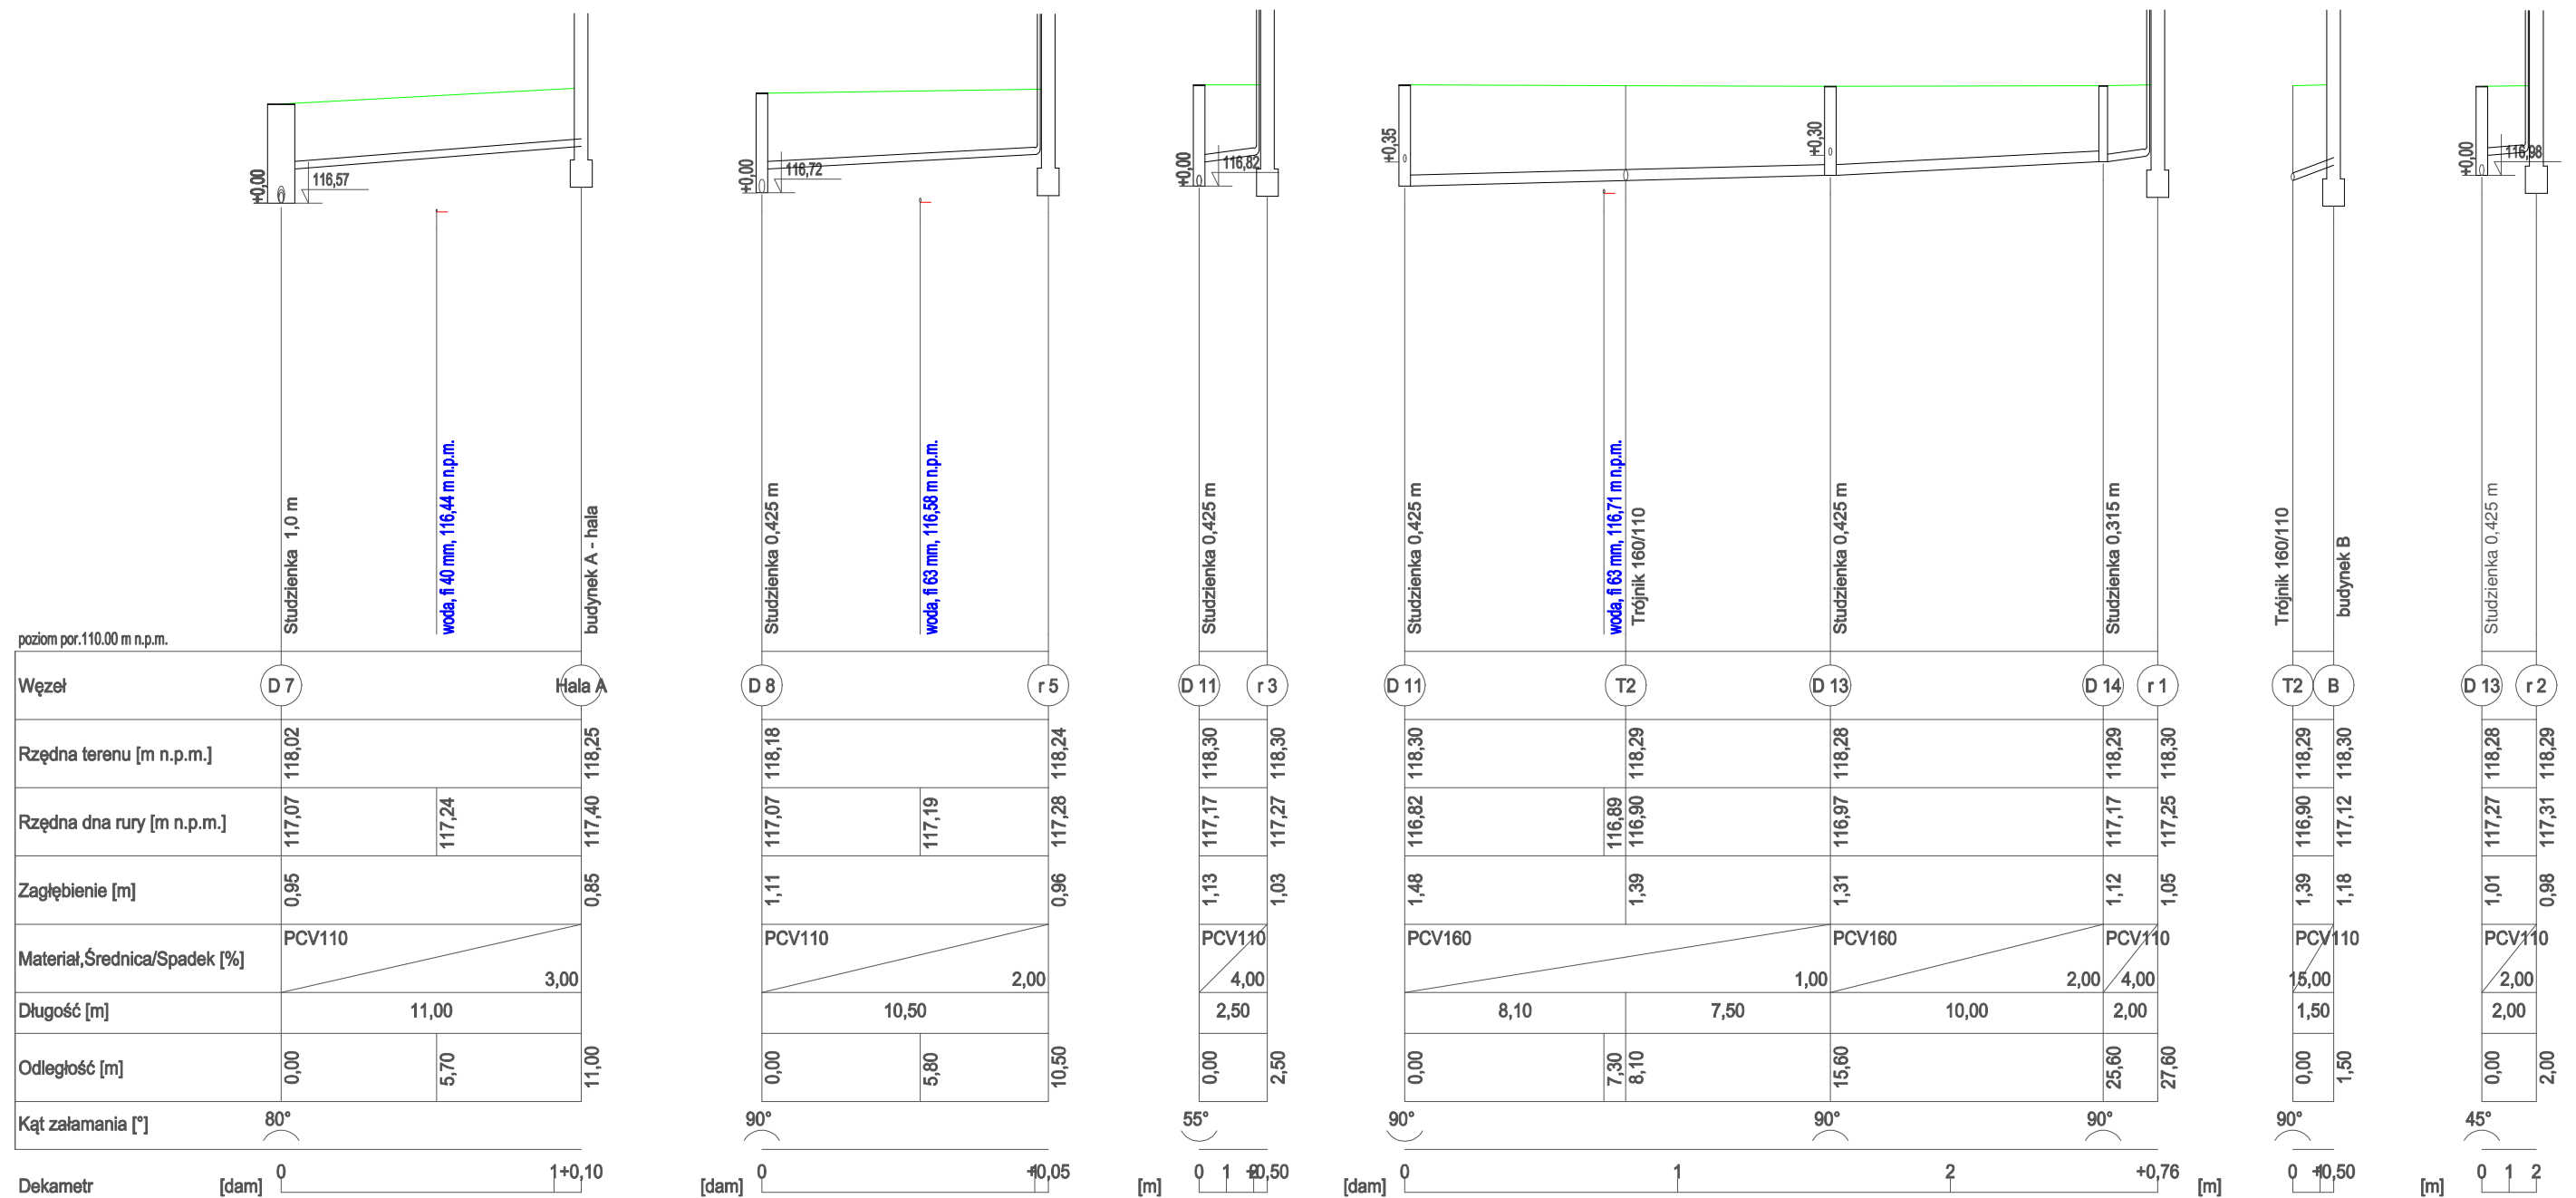 +0,00
116,57
+0,00
116,72
+0,00
116,82
+0,35
+0,30
+0,00
116,98
Studzienka 1,0 m
woda, fi 40 mm, 116,44 m n.p.m.
budynek A - hala
Studzienka 0,425 m
woda, fi 63 mm, 116,58 m n.p.m.
Studzienka 0,425 m
Studzienka 0,425 m
woda, fi 63 mm, 116,71 m n.p.m.
Trójnik 160/110
Studzienka 0,425 m
Studzienka 0,315 m
Trójnik 160/110
budynek B
Studzienka 0,425 m
poziom por.110.00 m n.p.m.
Węzeł D 7 Hala A D 8 r 5 D 11 r 3 D 11 T2 D 13 D 14 r 1 T2 B D 13 r 2
Rzędna terenu [m n.p.m.] 118,02 118,25 118,18 118,24 118,30 118,30 118,30 118,29 118,28 118,29 118,30 118,29 118,30 118,28 118,29
Rzędna dna rury [m n.p.m.] 117,07 117,24 117,40 117,07 117,19 117,28 117,17 117,27 116,82 116,89 116,90 116,97 117,17 117,25 116,90 117,12 117,27 117,31
Zagłębienie [m] 0,95 0,85 1,11 0,96 1,13 1,03 1,48 1,39 1,31 1,12 1,05 1,39 1,18 1,01 0,98
Materiał,Średnica/Spadek [%] PCV110 3,00 PCV110 2,00 PCV110 4,00 PCV160 1,00 PCV160 2,00 PCV110 4,00 PCV110 15,00 PCV110 2,00
Długość [m] 11,00 10,50 2,50 8,10 7,50 10,00 2,00 1,50 2,00
Odległość [m] 0,00 5,70 11,00 0,00 5,80 10,50 0,00 2,50 0,00 7,30 8,10 15,60 25,60 27,60 0,00 1,50 0,00 2,00
Kąt załamania [°] 80° 90° 55° 90° 90° 90° 90° 45°
Dekametr [dam] 0 1+0,10 [dam] 0 1+0,05 [m] 0 1 2+0,50 [dam] 0 1 2 +0,76 [m] 0 1+0,50 [m] 0 1 2